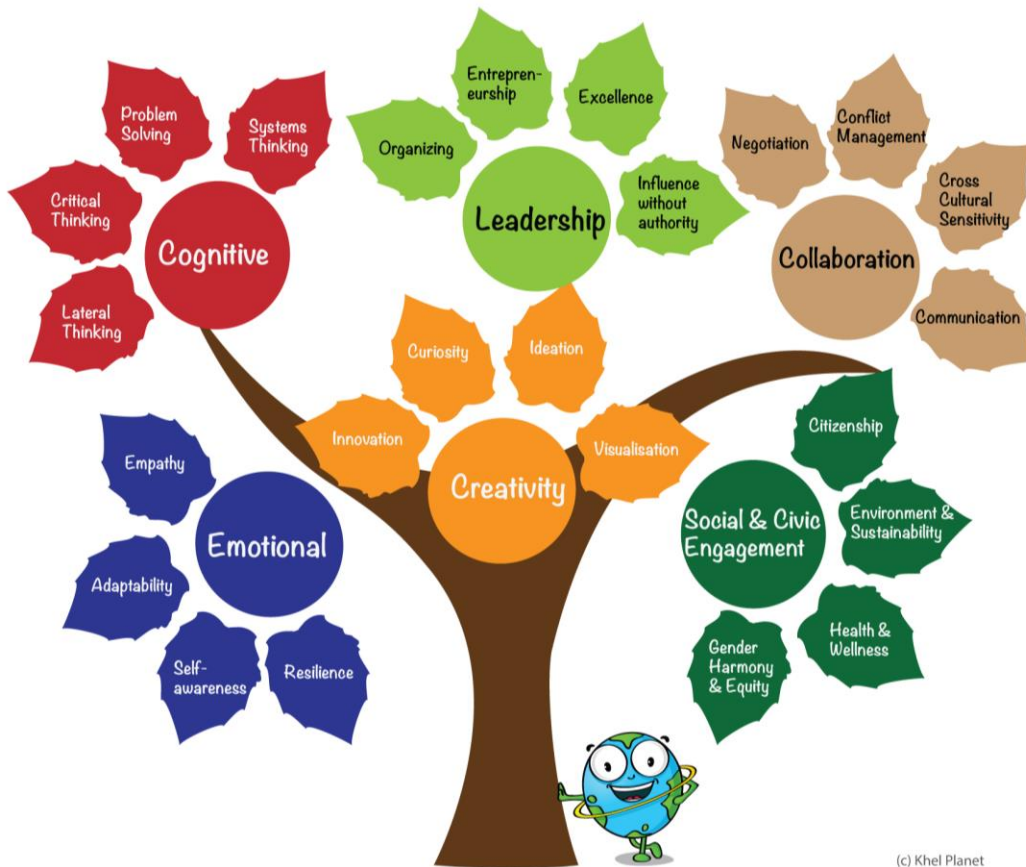 Problem
Solving
Systems
Thinking
Critical
Thinking
Lateral
Thinking
Cognitive
Entrepren-
eurship
Excellence
Organizing
Influence
without
authority
Leadership
Negotiation
Conflict
Management
Cross
Cultural
Sensitivity
Communication
Collaboration
Curiosity
Ideation
Innovation
Visualisation
Creativity
Empathy
Adaptability
Self-
awareness
Resilience
Emotional
Citizenship
Environment &
Sustainability
Health &
Wellness
Gender
Harmony
& Equity
Social & Civic
Engagement
(c) Khel Planet